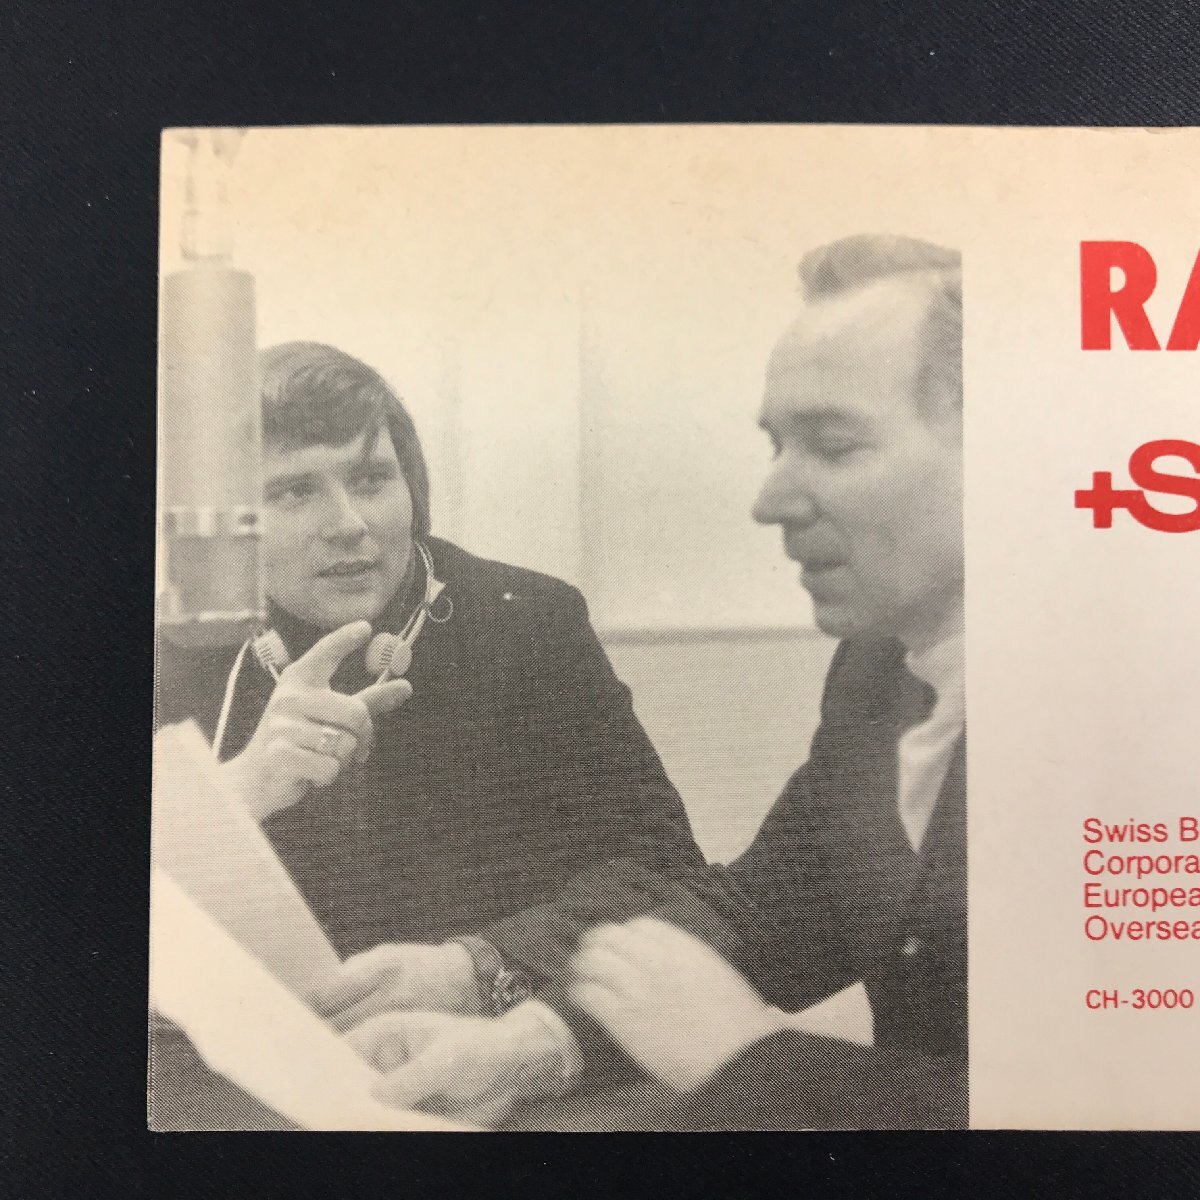 RA
+S
Swiss B
Corpora
Europea
Oversea
CH-3000